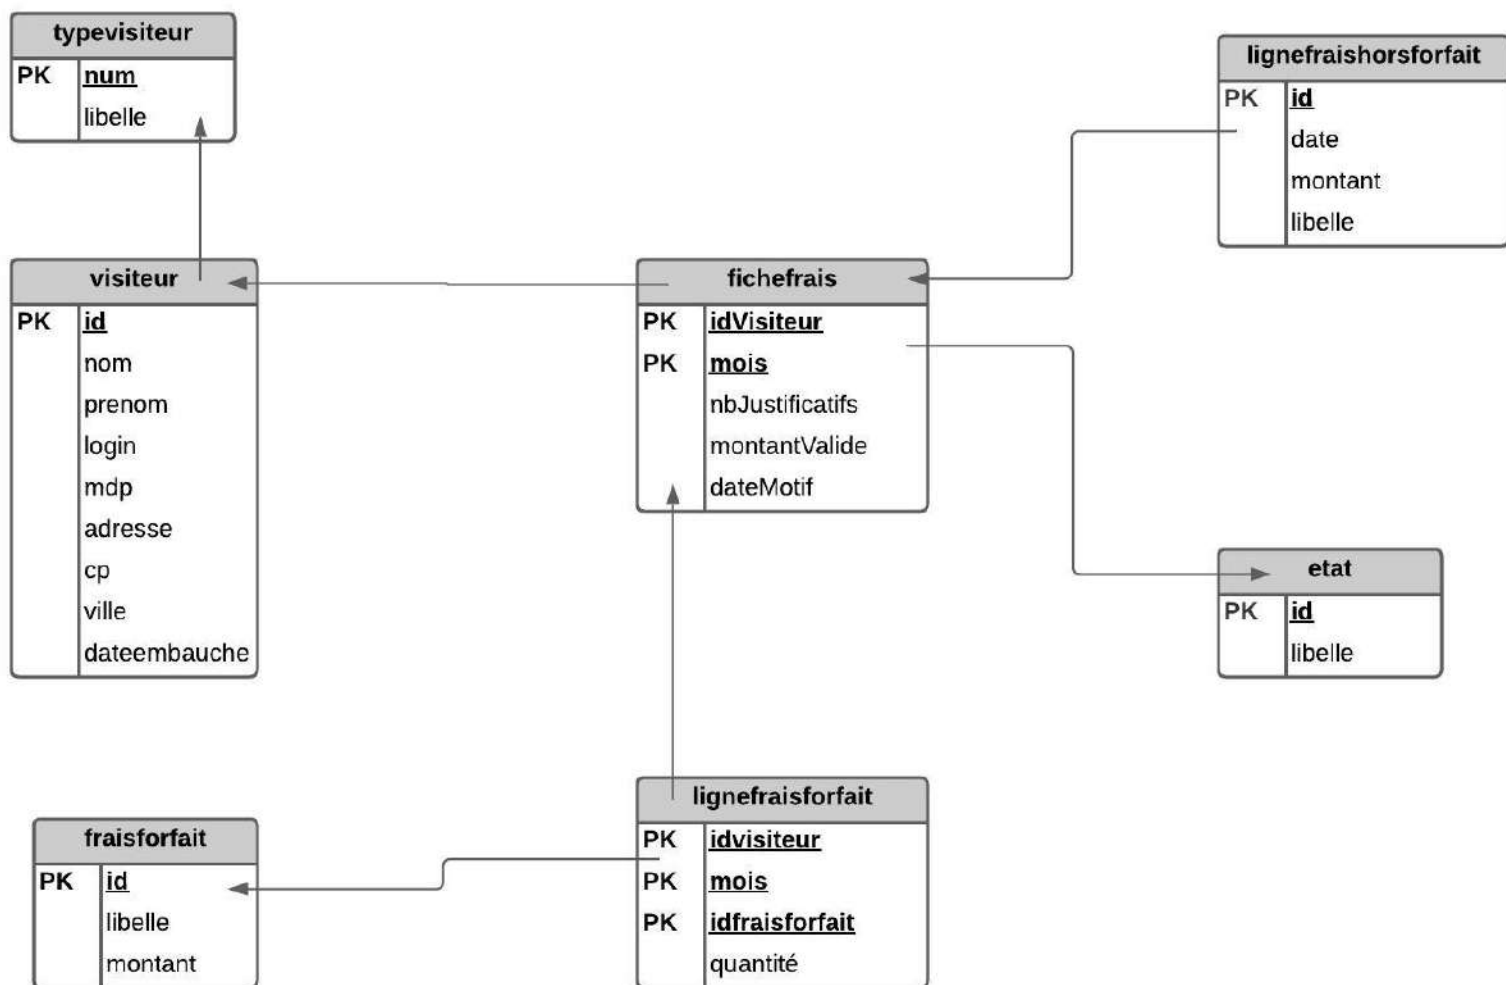 typevisiteur
PK num
libelle
lignefraishorsforfait
PK id
date
montant
libelle
visiteur
PK id
nom
prenom
login
mdp
adresse
cp
ville
dateembauche
fichefrais
PK idVisiteur
PK mois
nbJustificatifs
montantValide
dateMotif
etat
PK id
libelle
fraisforfait
PK id
libelle
montant
lignefraisforfait
PK idvisiteur
PK mois
PK idfraisforfait
quantité